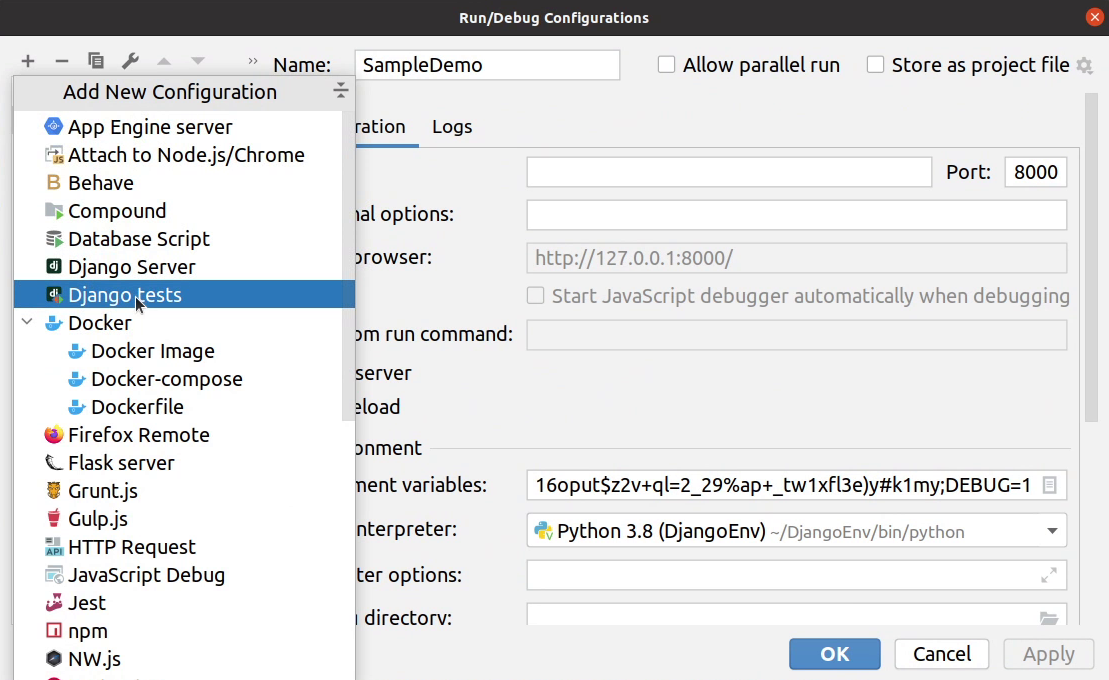 Run/Debug Configurations
Name: SampleDemo Allow parallel run Store as project file
Add New Configuration
App Engine server
Attach to Node.js/Chrome
Behave
Compound
Database Script
Django Server
Django tests
Docker
Docker Image
Docker-compose
Dockerfile
Firefox Remote
Flask server
Grunt.js
Gulp.js
HTTP Request
JavaScript Debug
Jest
npm
NW.js
ration Logs
Port: 8000
nal options:
browser: http://127.0.0.1:8000/
Start JavaScript debugger automatically when debugging
om run command:
server
eload
onment
ment variables: 16oput$z2v+ql=2_29%ap+_tw1xfl3e)y#k1my;DEBUG=1
nterpreter: Python 3.8 (DjangoEnv) ~/DjangoEnv/bin/python
ter options:
directory:
OK Cancel Apply